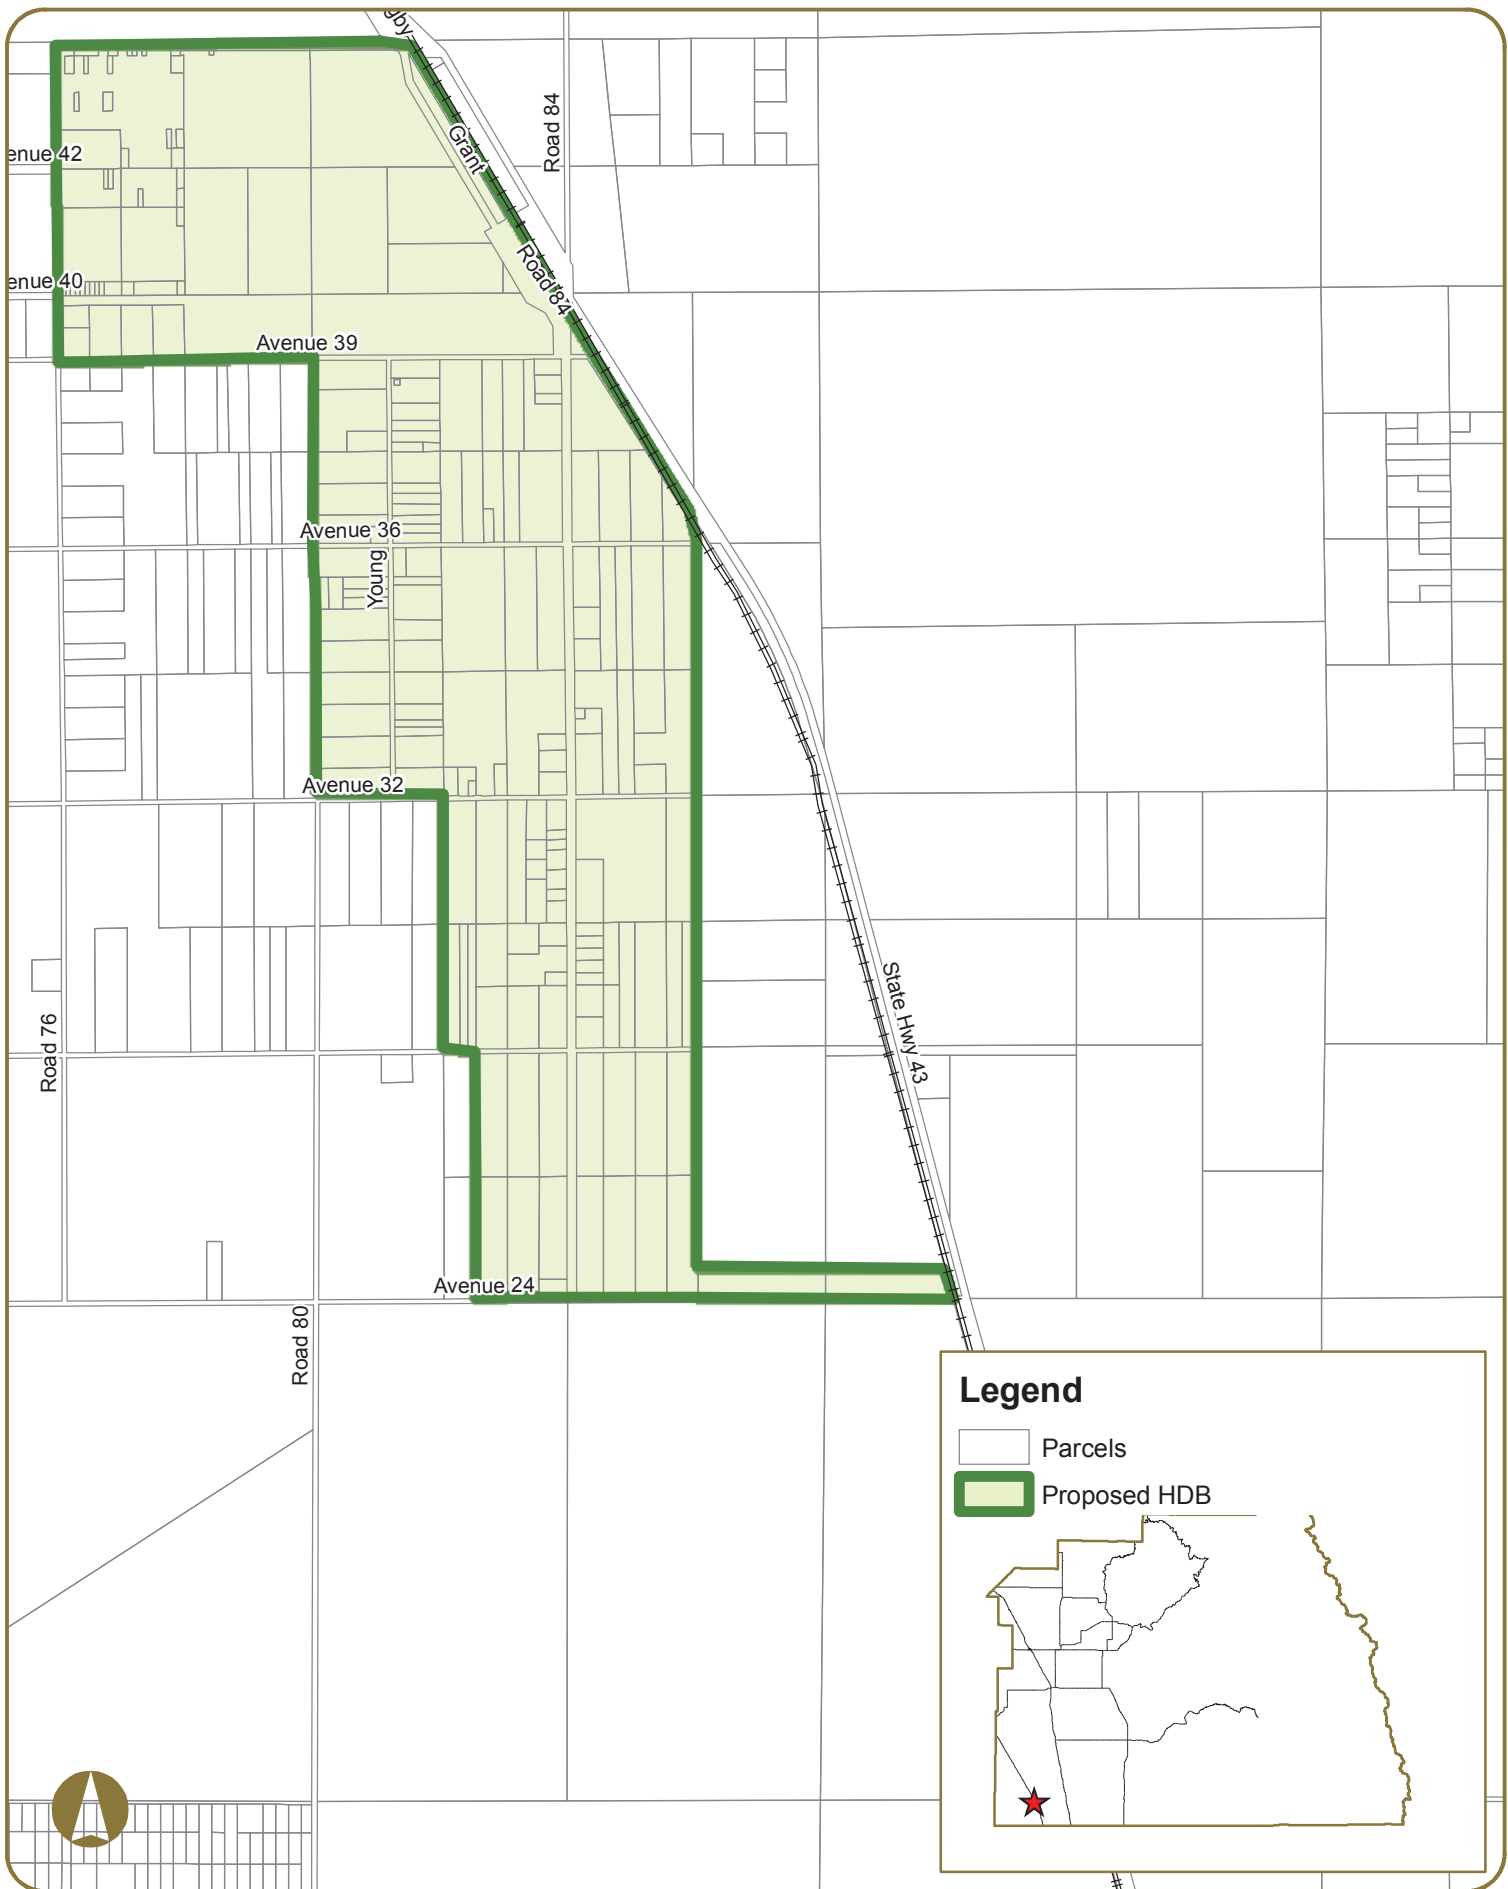 gby
Road 84
Grant
enue 42
Road 84
enue 40
Avenue 39
Avenue 36
Young
Avenue 32
State Hwy 43
Road 76
Avenue 24
Road 80
Legend
Parcels
Proposed HDB